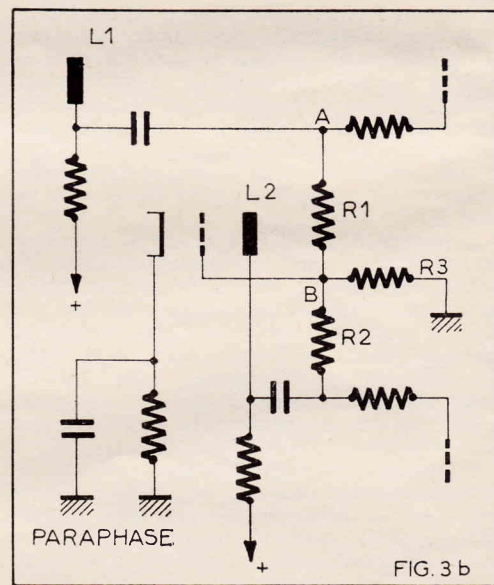 L1
A
L2
R1
R3
B
R2
+
+
PARAPHASE
FIG. 3 b